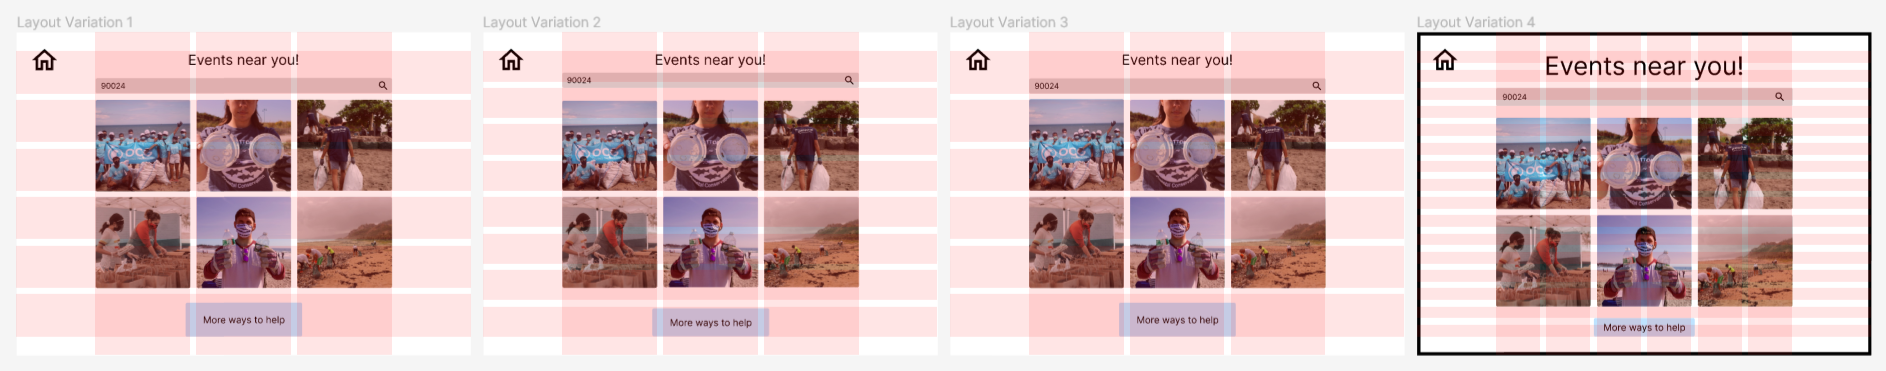 Layout Variation 1
Events near you!
90024
More ways to help
Layout Variation 2
Events near you!
90024
More ways to help
Layout Variation 3
Events near you!
90024
More ways to help
Layout Variation 4
Events near you!
90024
More ways to help